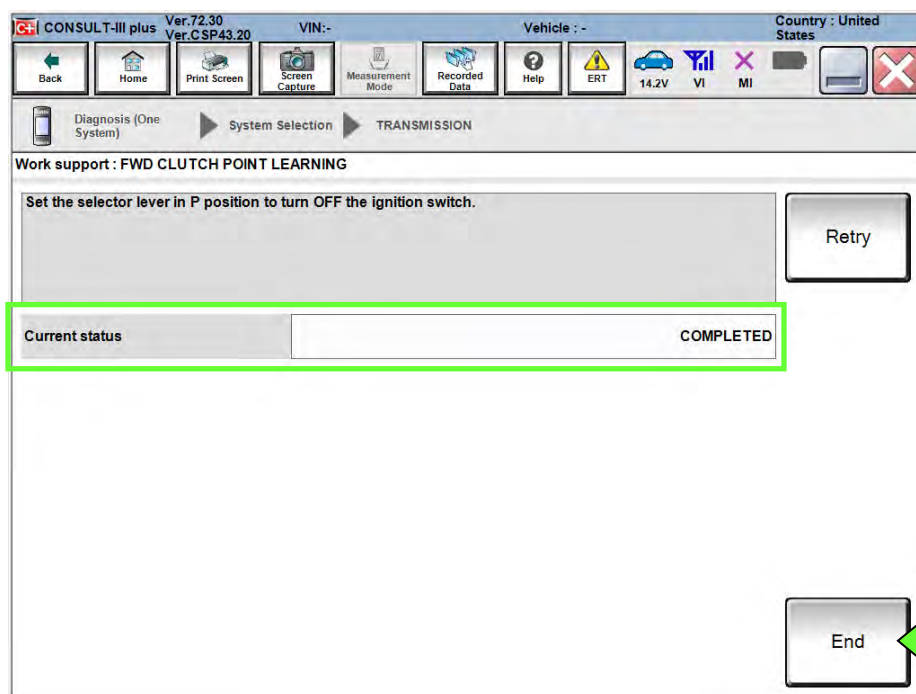 C+ CONSULT-III plus Ver.72.30 VIN:- Vehicle : - Country : United
Ver.CSP43.20 States
Back Home Print Screen Screen Measurement Recorded Help ERT 14.2V VI MI
Capture Mode Data
Diagnosis (One System Selection TRANSMISSION
System)
Work support : FWD CLUTCH POINT LEARNING
Set the selector lever in P position to turn OFF the ignition switch.
Retry
Current status COMPLETED
End